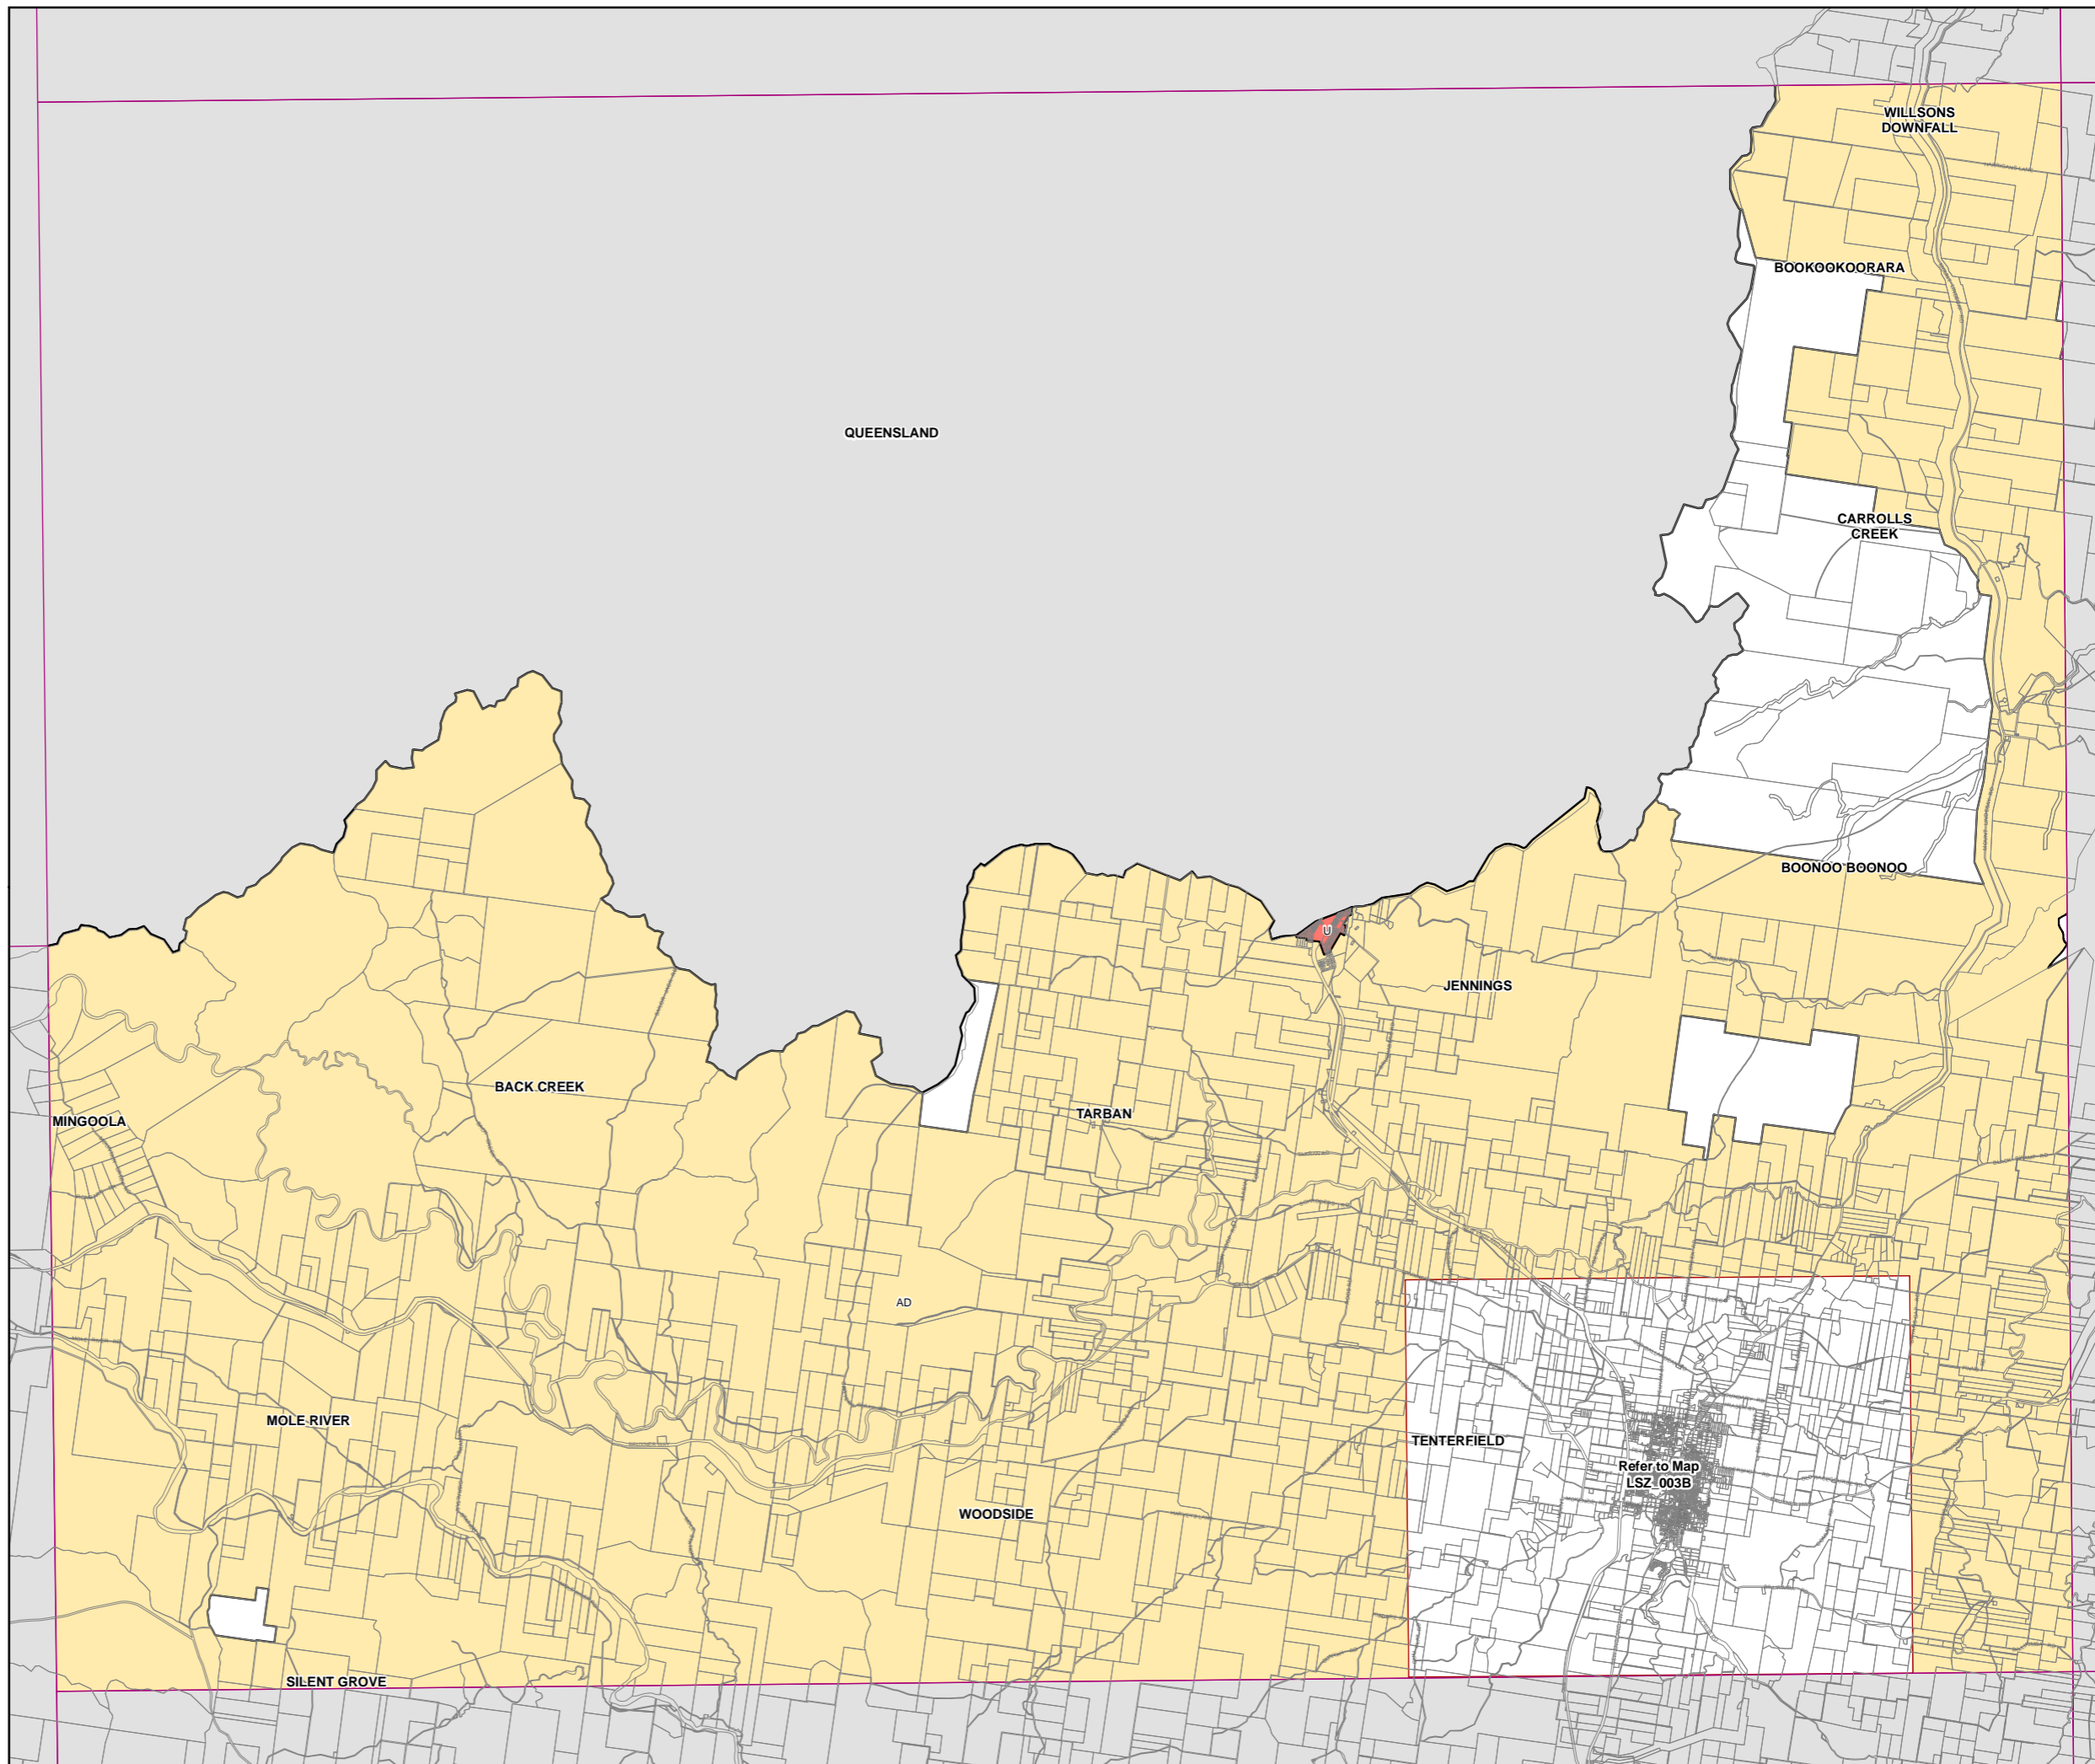 WILLSONS
DOWNFALL
BOOKOOKOORARA
QUEENSLAND
CARROLLS
CREEK
BOONOO BOONOO
U
JENNINGS
BACK CREEK
TARBAN
MINGOOLA
AD
MOLE RIVER
TENTERFIELD
Refer to Map
LSZ_003B
WOODSIDE
SILENT GROVE